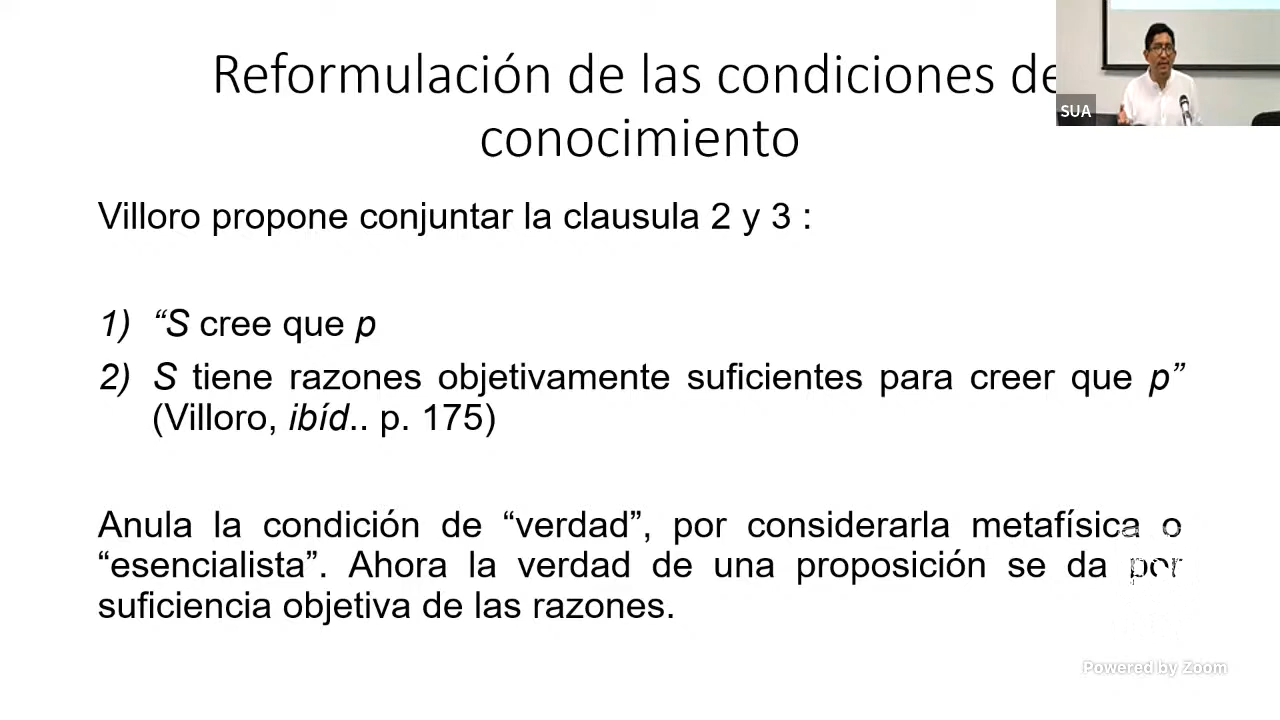 Reformulación de las condiciones de
conocimiento
SUA
Villoro propone conjuntar la clausula 2 y 3 :
1) “S cree que p
2) S tiene razones objetivamente suficientes para creer que p”
(Villoro, ibíd.. p. 175)
Anula la condición de “verdad”, por considerarla metafísica o
“esencialista”. Ahora la verdad de una proposición se da por
suficiencia objetiva de las razones.
Powered by Zoom